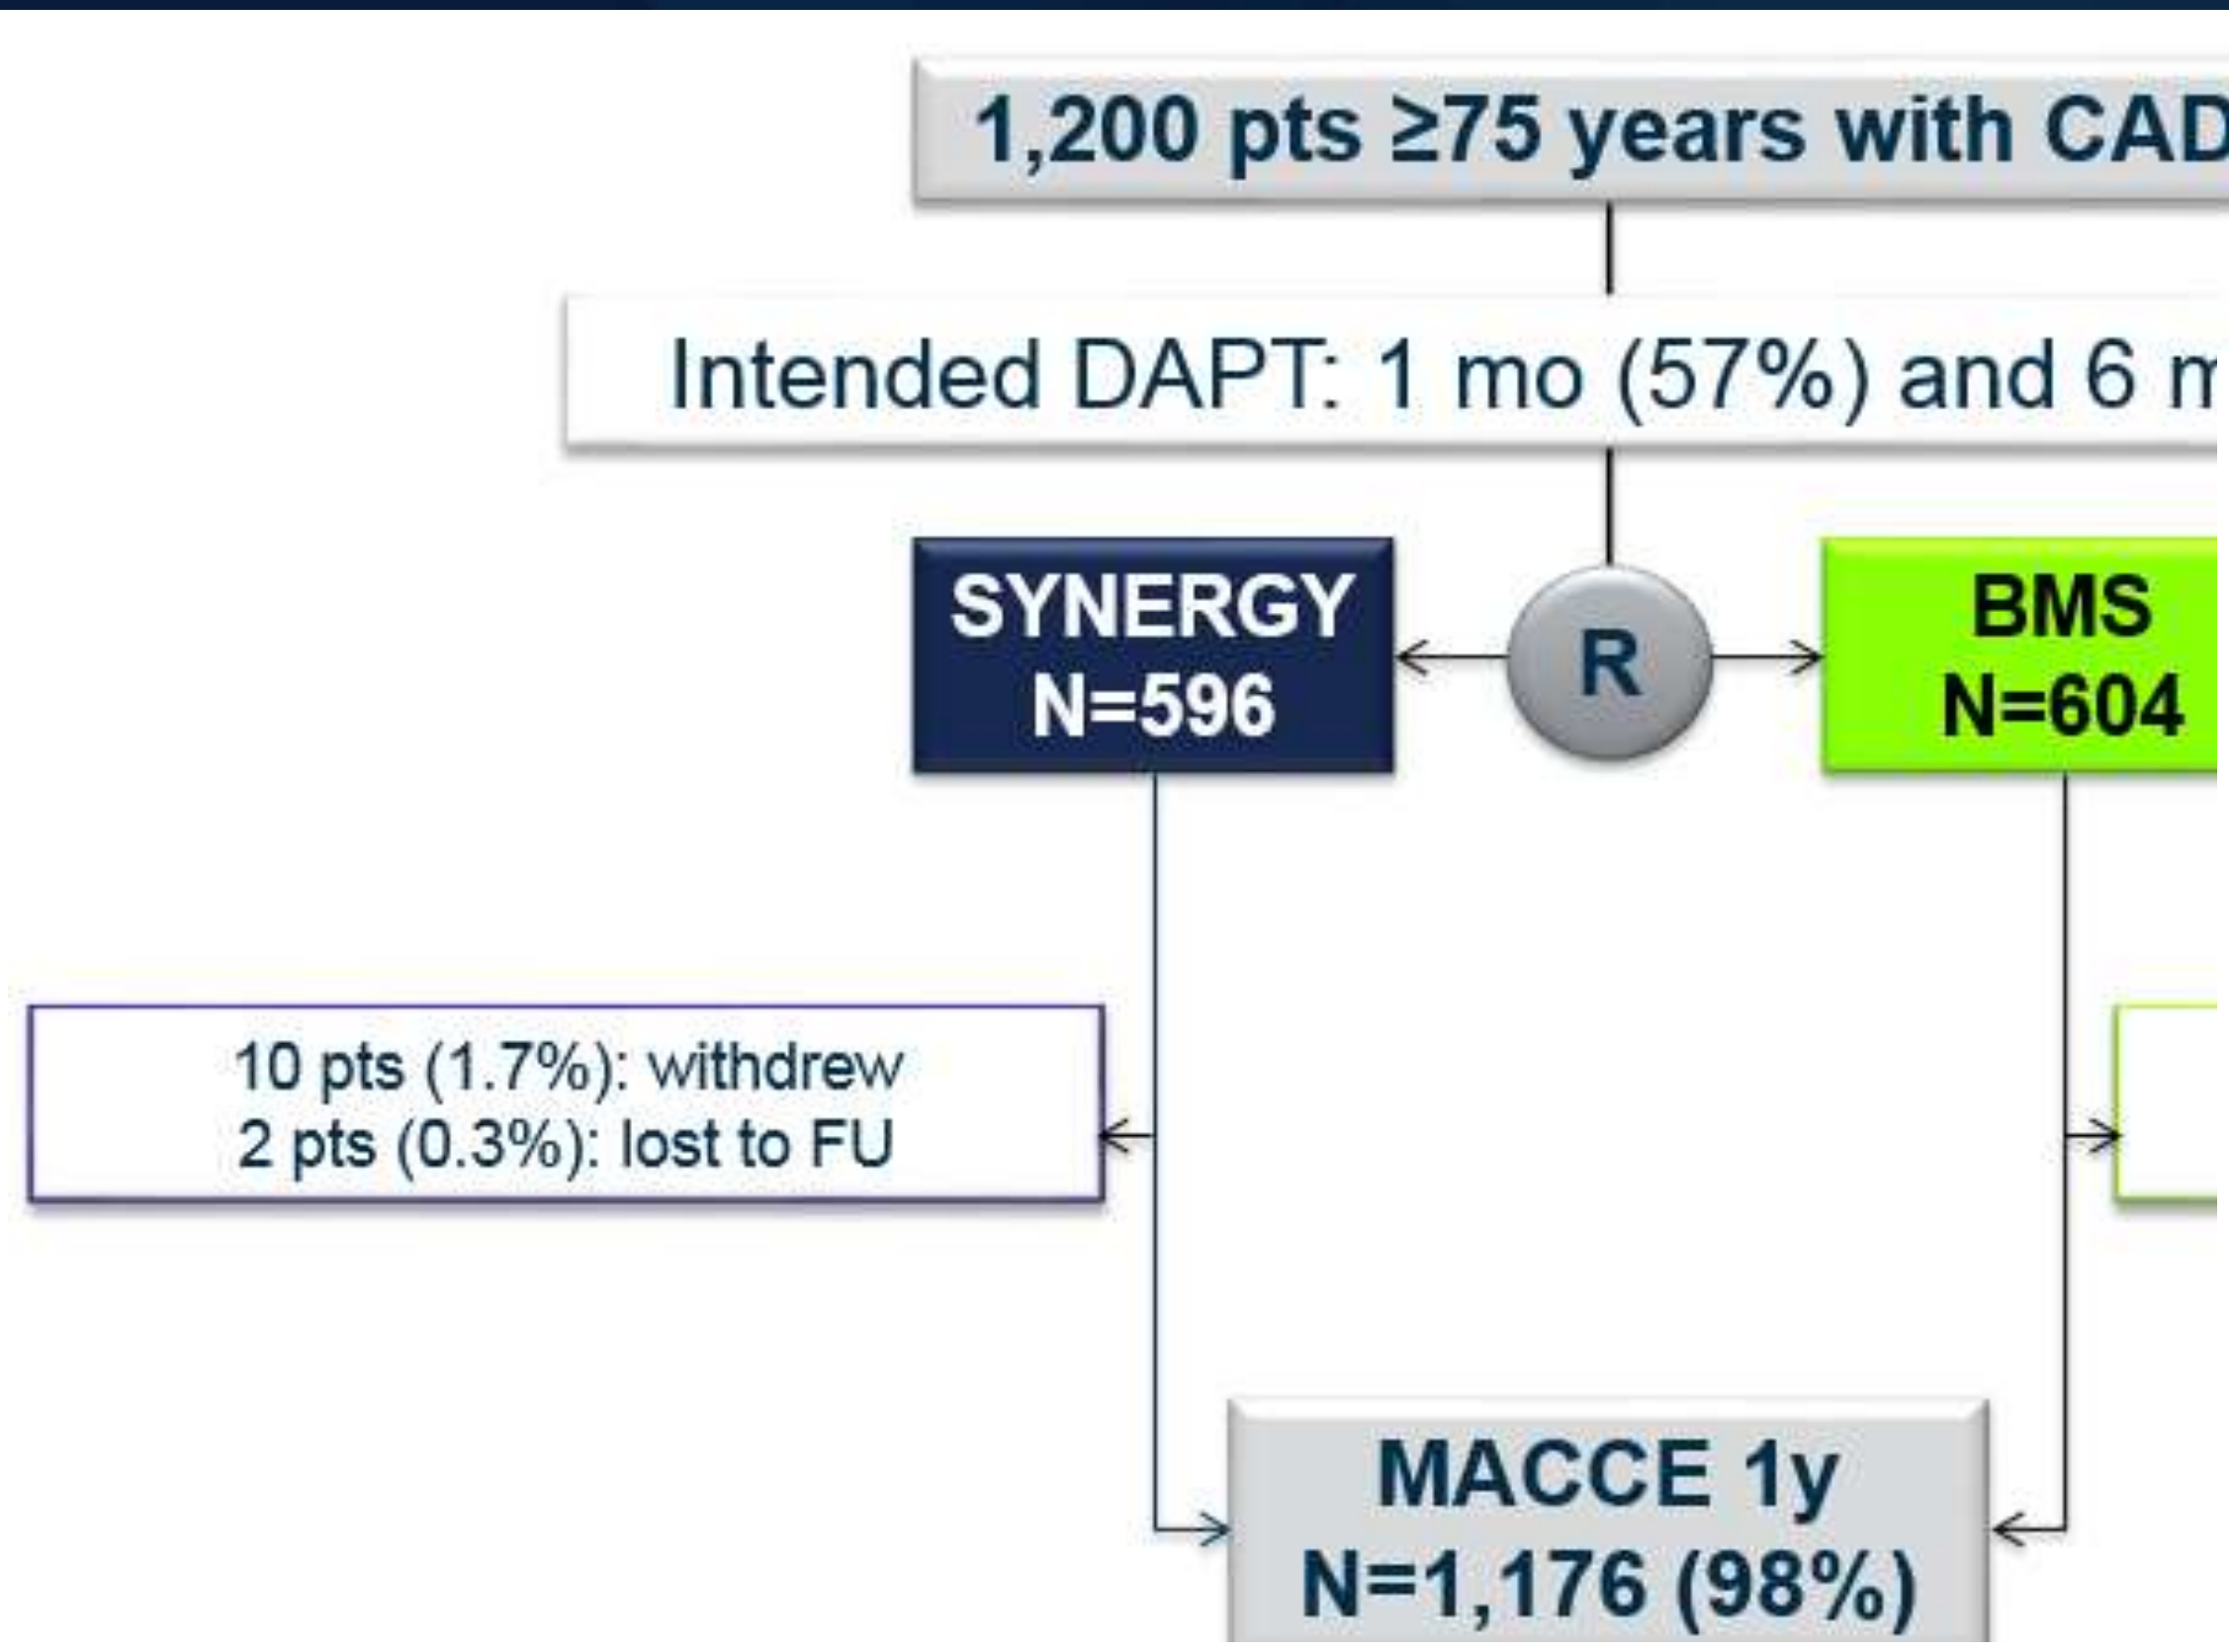 1,200 pts ≥75 years with CAD
Intended DAPT: 1 mo (57%) and 6
SYNERGY
N=596
R
BMS
N=604
10 pts (1.7%): withdrew
2 pts (0.3%): lost to FU
MACCE 1y
N=1,176 (98%)